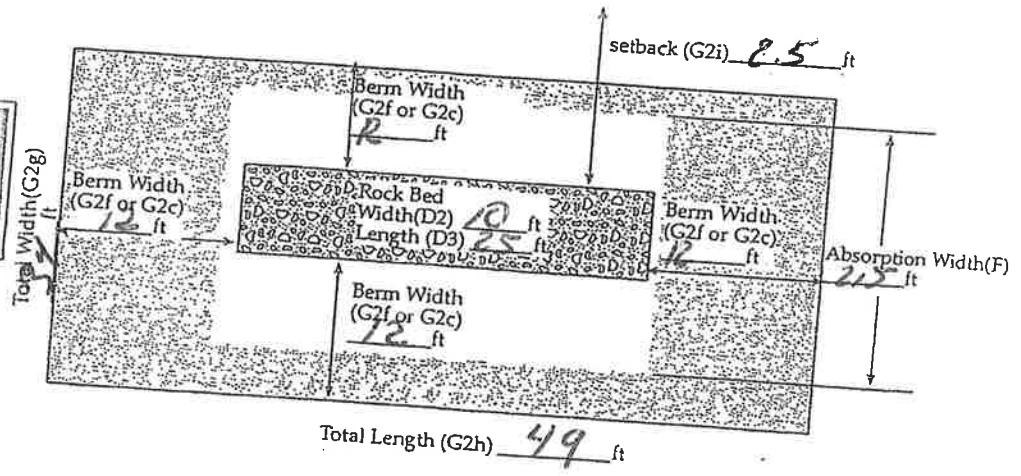 setback (G2i) 2.5 ft
Berm Width
(G2f or G2c)
12 ft
Total Width(G2g)
ft
Berm Width
(G2f or G2c)
12 ft
Rock Bed
Width(D2) 10 ft
Length (D3) 25 ft
Berm Width
(G2f or G2c)
12 ft
Absorption Width(F)
ft
Berm Width
(G2f or G2c)
12 ft
Total Length (G2h) 49 ft